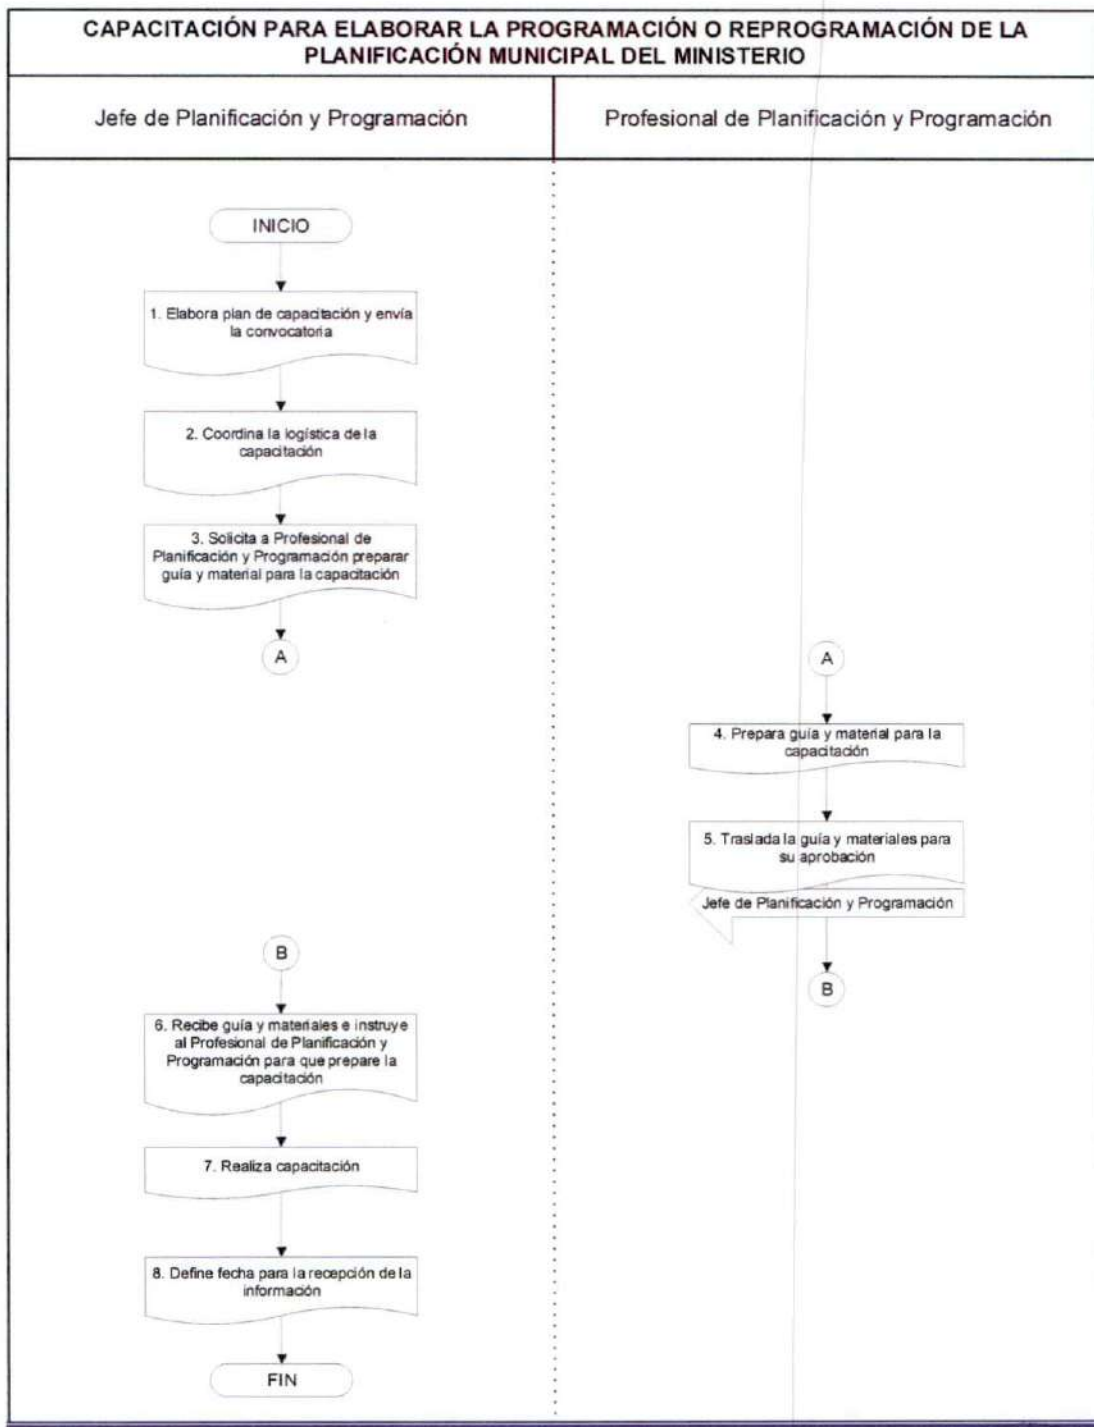 CAPACITACIÓN PARA ELABORAR LA PROGRAMACIÓN O REPROGRAMACIÓN DE LA
PLANIFICACIÓN MUNICIPAL DEL MINISTERIO
Jefe de Planificación y Programación
Profesional de Planificación y Programación
INICIO
1. Elabora plan de capacitación y envía
la convocatoria
2. Coordina la logística de la
capacitación
3. Solicita a Profesional de
Planificación y Programación preparar
guía y material para la capacitación
A
A
4. Prepara guía y material para la
capacitación
5. Traslada la guía y materiales para
su aprobación
Jefe de Planificación y Programación
B
B
6. Recibe guía y materiales e instruye
al Profesional de Planificación y
Programación para que prepare la
capacitación
7. Realiza capacitación
8. Define fecha para la recepción de la
información
FIN